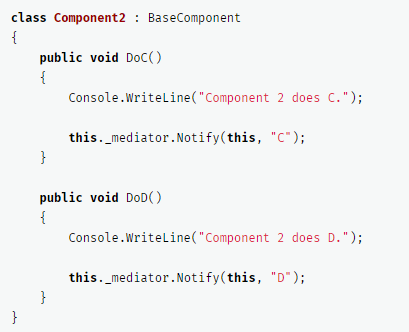 class Component2 : BaseComponent
{
    public void DoC()
    {
        Console.WriteLine("Component 2 does C.");

        this._mediator.Notify(this, "C");
    }

    public void DoD()
    {
        Console.WriteLine("Component 2 does D.");

        this._mediator.Notify(this, "D");
    }
}